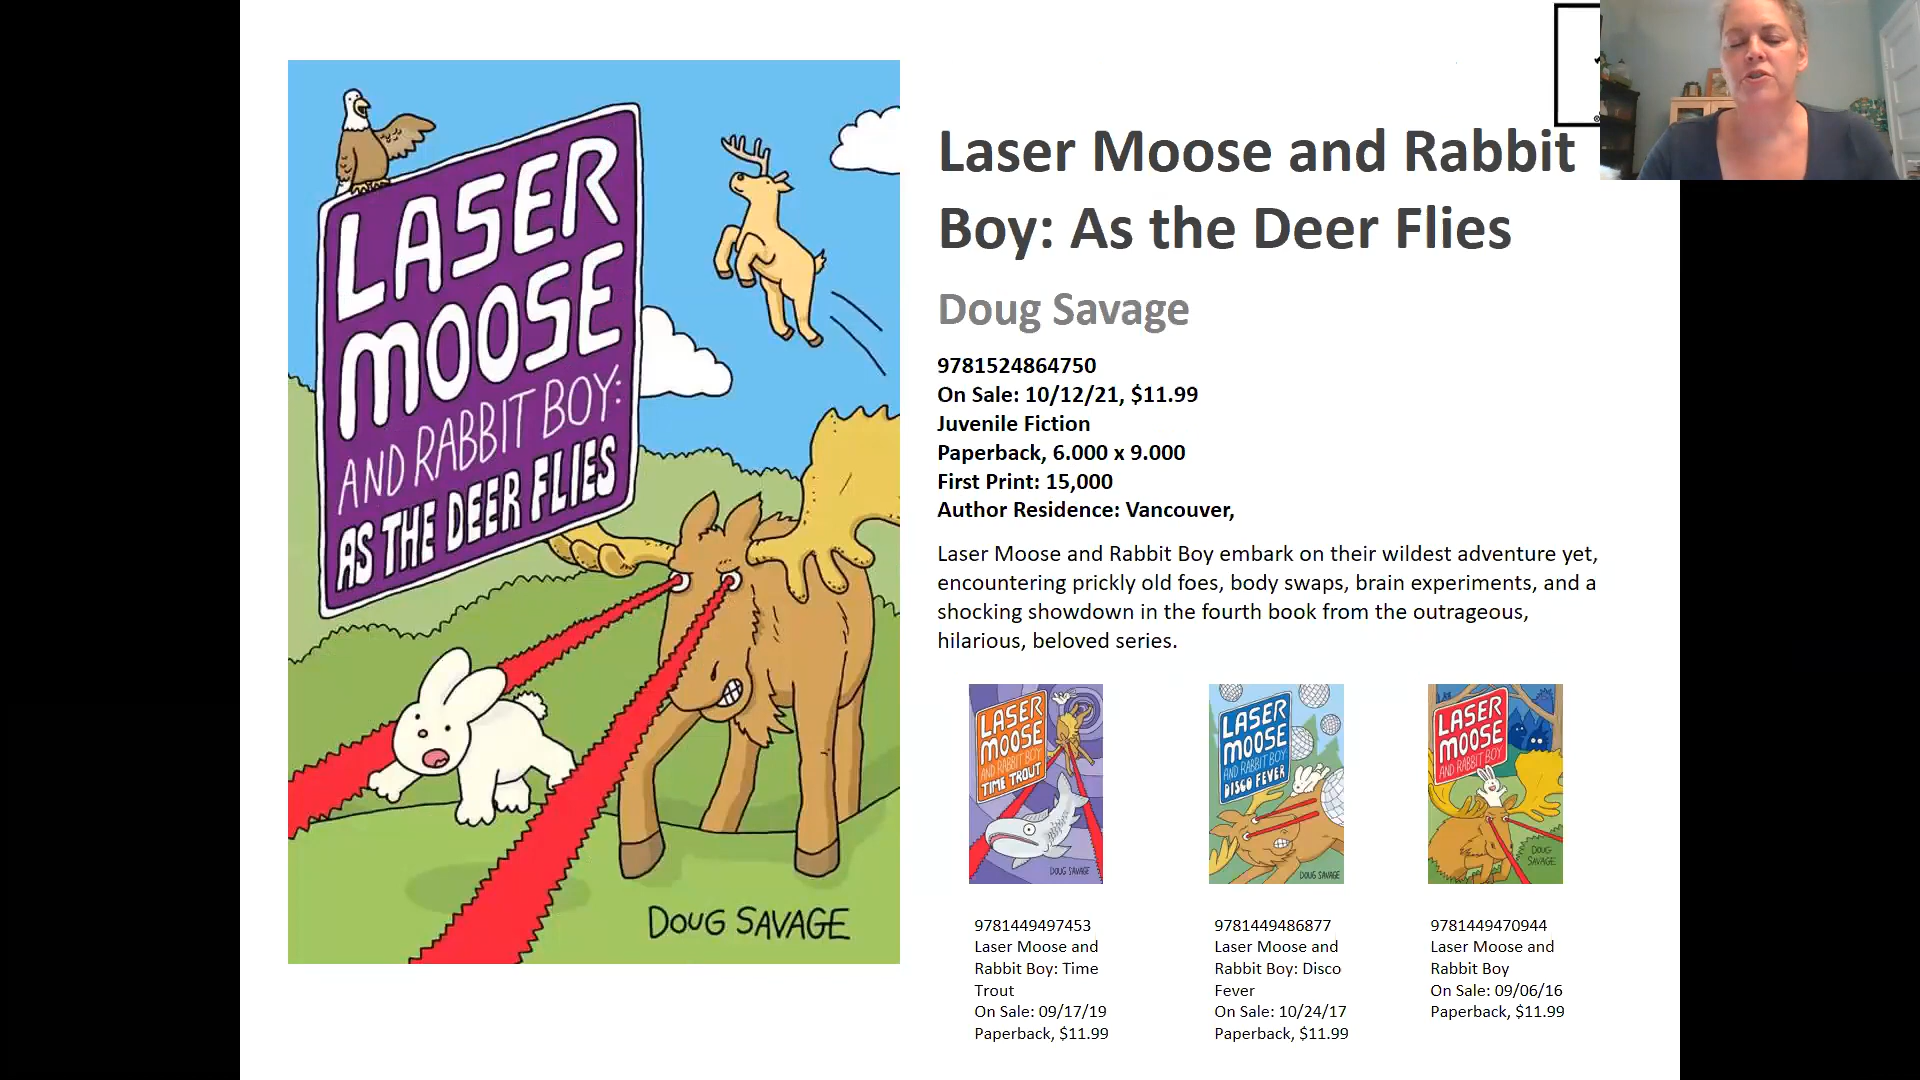 LASER
MOOSE
AND RABBIT BOY:
AS THE DEER FLIES
DOUG SAVAGE
Laser Moose and Rabbit
Boy: As the Deer Flies
Doug Savage
9781524864750
On Sale: 10/12/21, $11.99
Juvenile Fiction
Paperback, 6.000 x 9.000
First Print: 15,000
Author Residence: Vancouver,
Laser Moose and Rabbit Boy embark on their wildest adventure yet,
encountering prickly old foes, body swaps, brain experiments, and a
shocking showdown in the fourth book from the outrageous,
hilarious, beloved series.
LASER
MOOSE
AND RABBIT BOY
TIME TROUT
DOUG SAVAGE
9781449497453
Laser Moose and
Rabbit Boy: Time
Trout
On Sale: 09/17/19
Paperback, $11.99
LASER
MOOSE
AND RABBIT BOY
DISCO FEVER
DOUG SAVAGE
9781449486877
Laser Moose and
Rabbit Boy: Disco
Fever
On Sale: 10/24/17
Paperback, $11.99
LASER
MOOSE
AND RABBIT BOY
DOUG
SAVAGE
9781449470944
Laser Moose and
Rabbit Boy
On Sale: 09/06/16
Paperback, $11.99